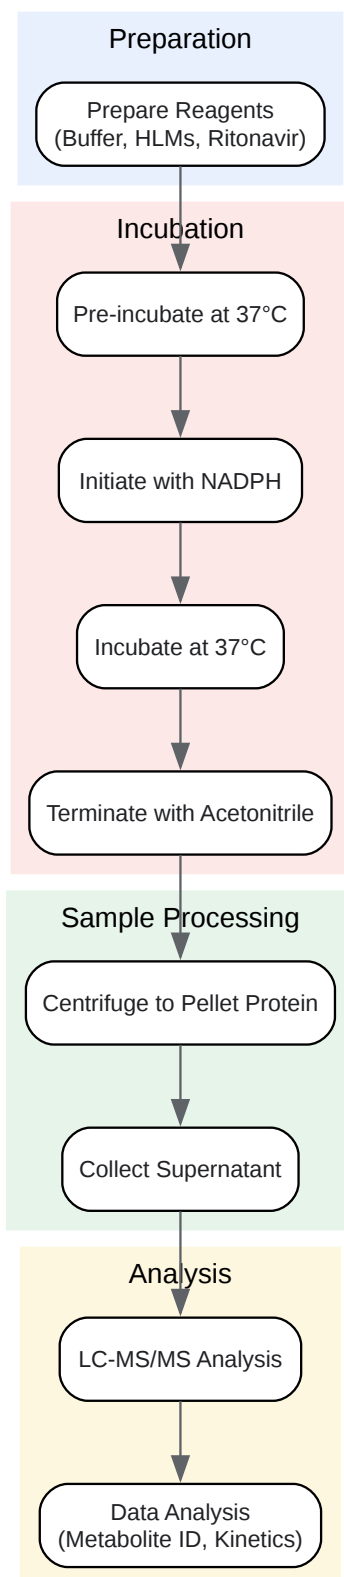 Preparation
Prepare Reagents
(Buffer, HLMs, Ritonavir)
Incubation
Pre-incubate at 37°C
Initiate with NADPH
Incubate at 37°C
Terminate with Acetonitrile
Sample Processing
Centrifuge to Pellet Protein
Collect Supernatant
Analysis
LC-MS/MS Analysis
Data Analysis
(Metabolite ID, Kinetics)